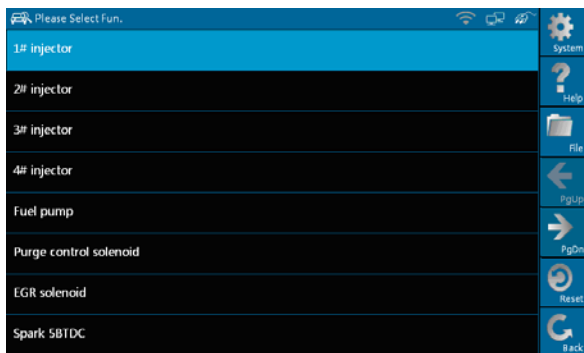 Please Select Fun.
1# injector
2# injector
3# injector
4# injector
Fuel pump
Purge control solenoid
EGR solenoid
Spark 5BTDC
System
Help
File
PgUp
PgDn
Reset
Back